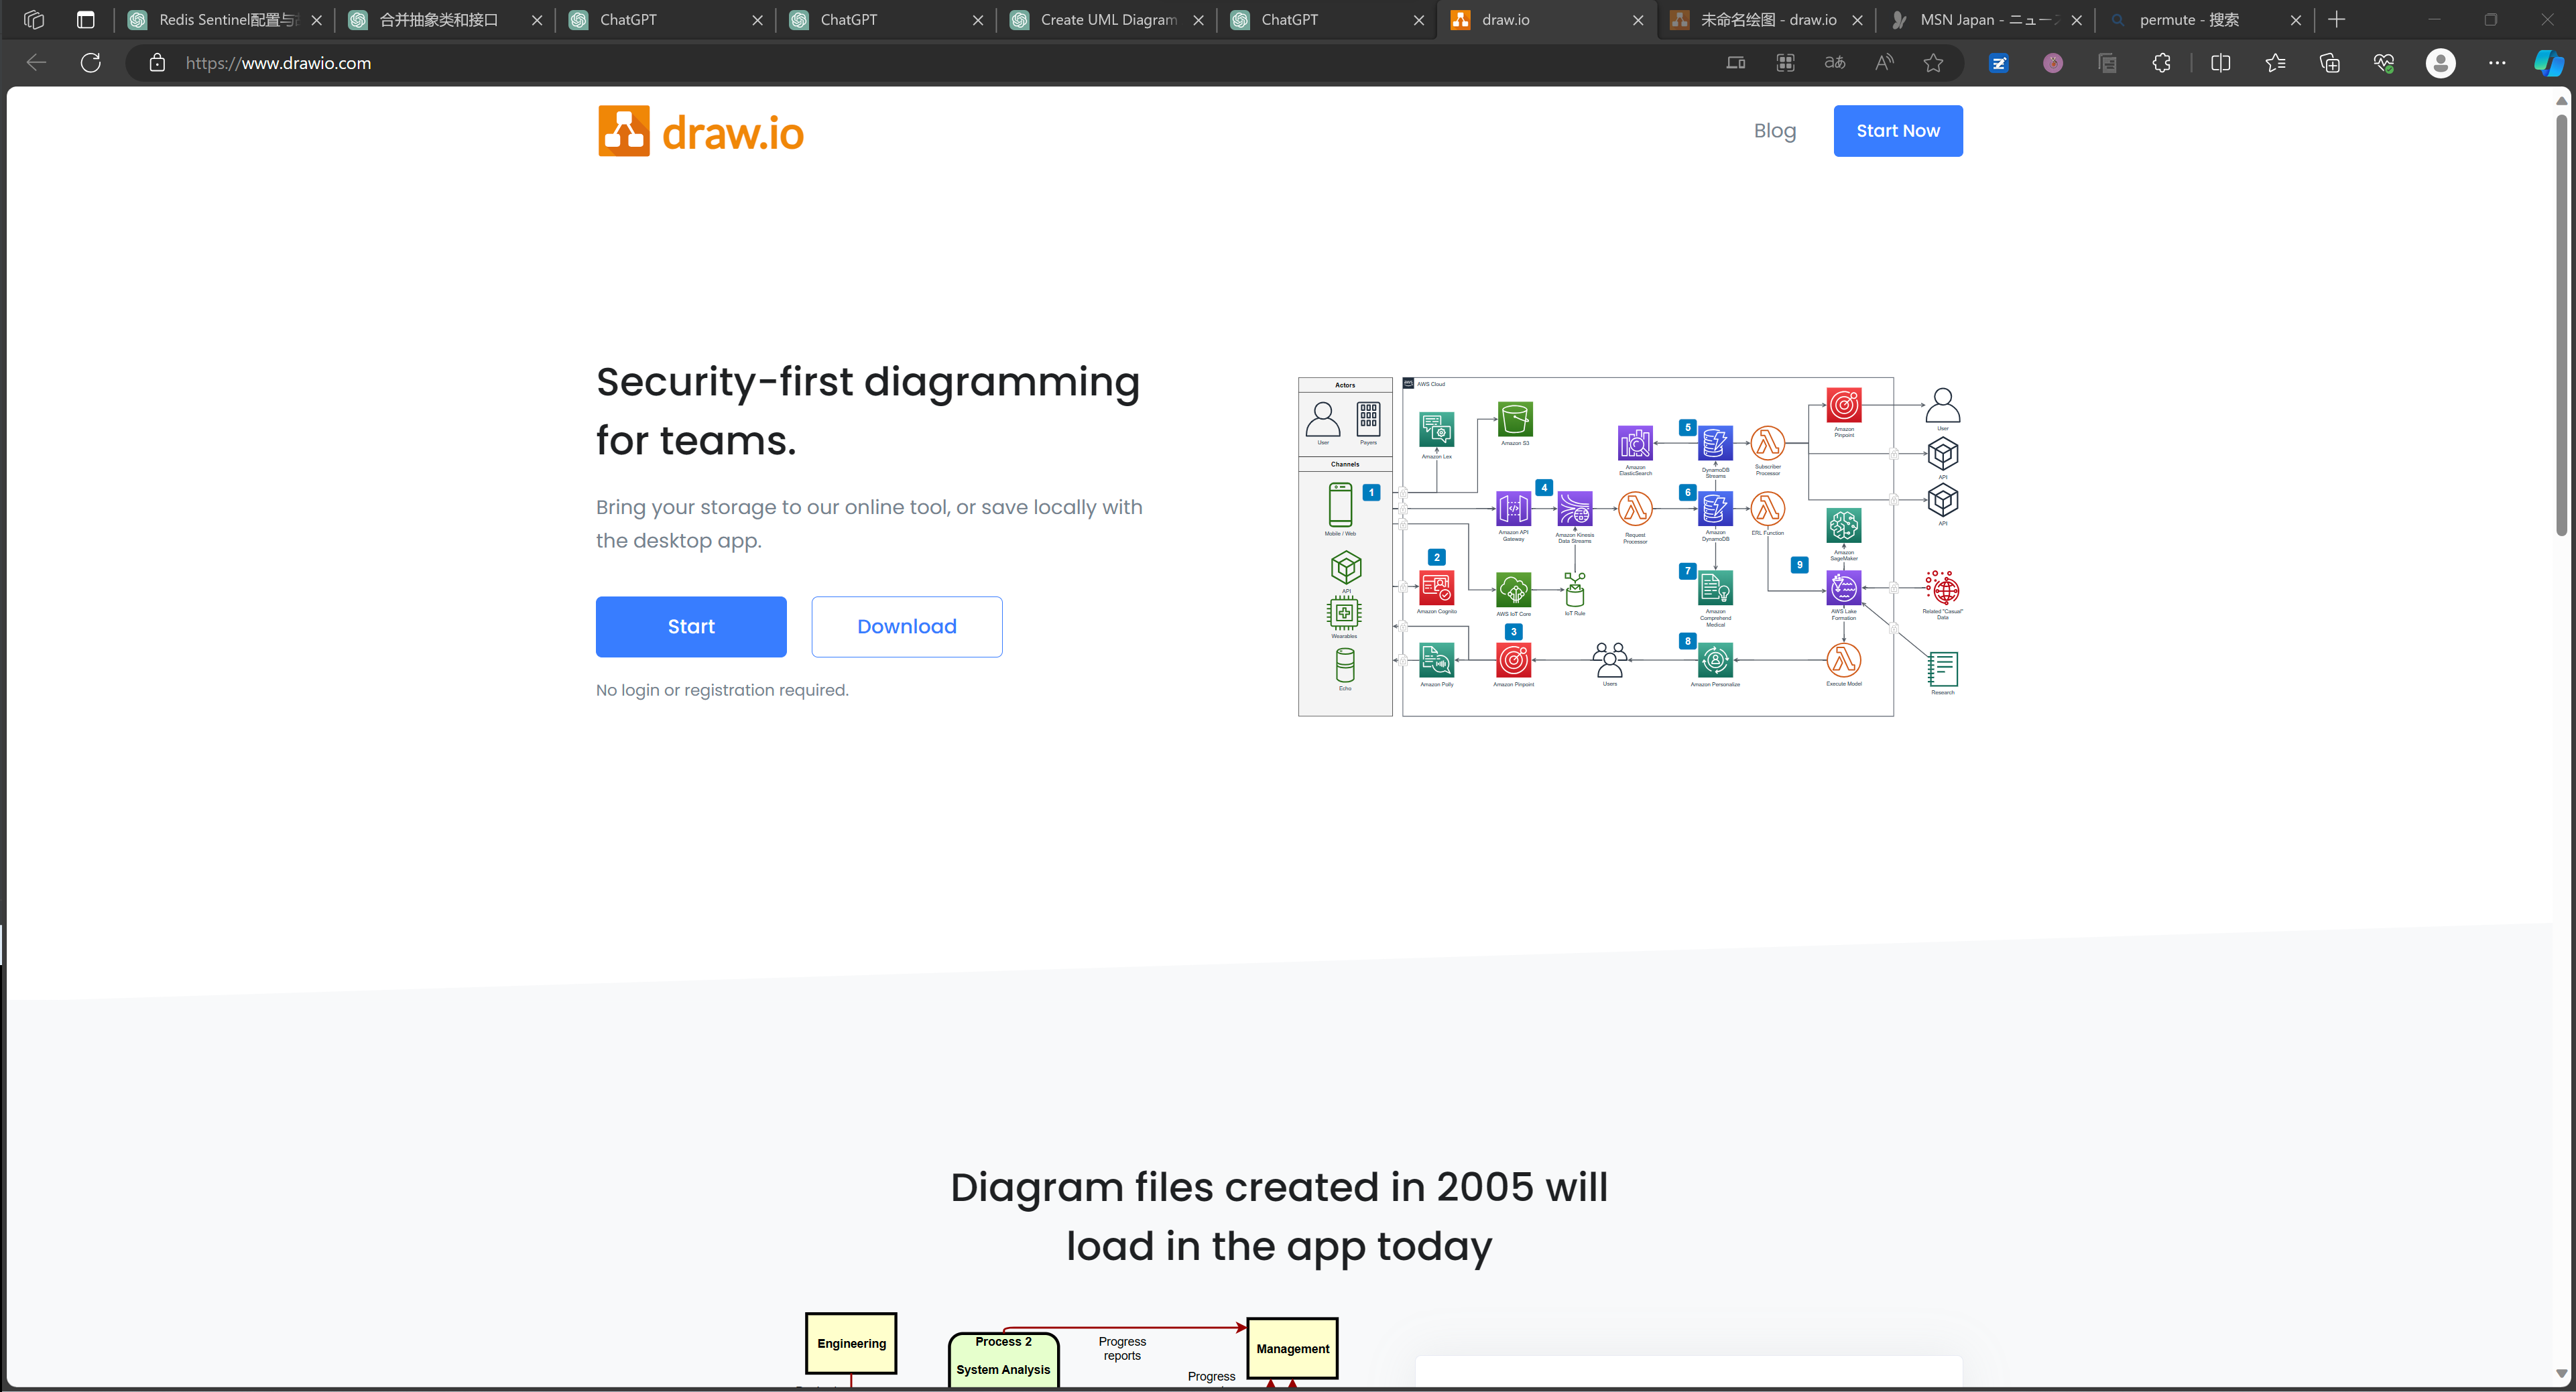 Redis Sentinel配置与
合并抽象类和接口
ChatGPT
ChatGPT
Create UML Diagram
ChatGPT
draw.io
未命名绘图 - draw.io
MSN Japan - ニュース
permute - 搜索
https://www.drawio.com
draw.io
Blog
Start Now
Security-first diagramming
for teams.
Bring your storage to our online tool, or save locally with
the desktop app.
Start
Download
No login or registration required.
Actors
User
Payers
Channels
1
Mobile / Web
API
Wearables
Echo
AWS Cloud
Amazon Lex
Amazon S3
Amazon
ElasticSearch
5
DynamoDB
Streams
Subscriber
Processor
Amazon
Pinpoint
User
API
API
Amazon API
Gateway
4
Amazon Kinesis
Data Streams
Request
Processor
6
Amazon
DynamoDB
ERL Function
Amazon
SageMaker
2
Amazon Cognito
AWS IoT Core
IoT Rule
7
Amazon
Comprehend
Medical
9
AWS Lake
Formation
Related "Casual"
Data
3
Amazon Polly
Amazon Pinpoint
Users
8
Amazon Personalize
Execute Model
Research
Diagram files created in 2005 will
load in the app today
Engineering
Process 2
System Analysis
Progress
reports
Management
Progress